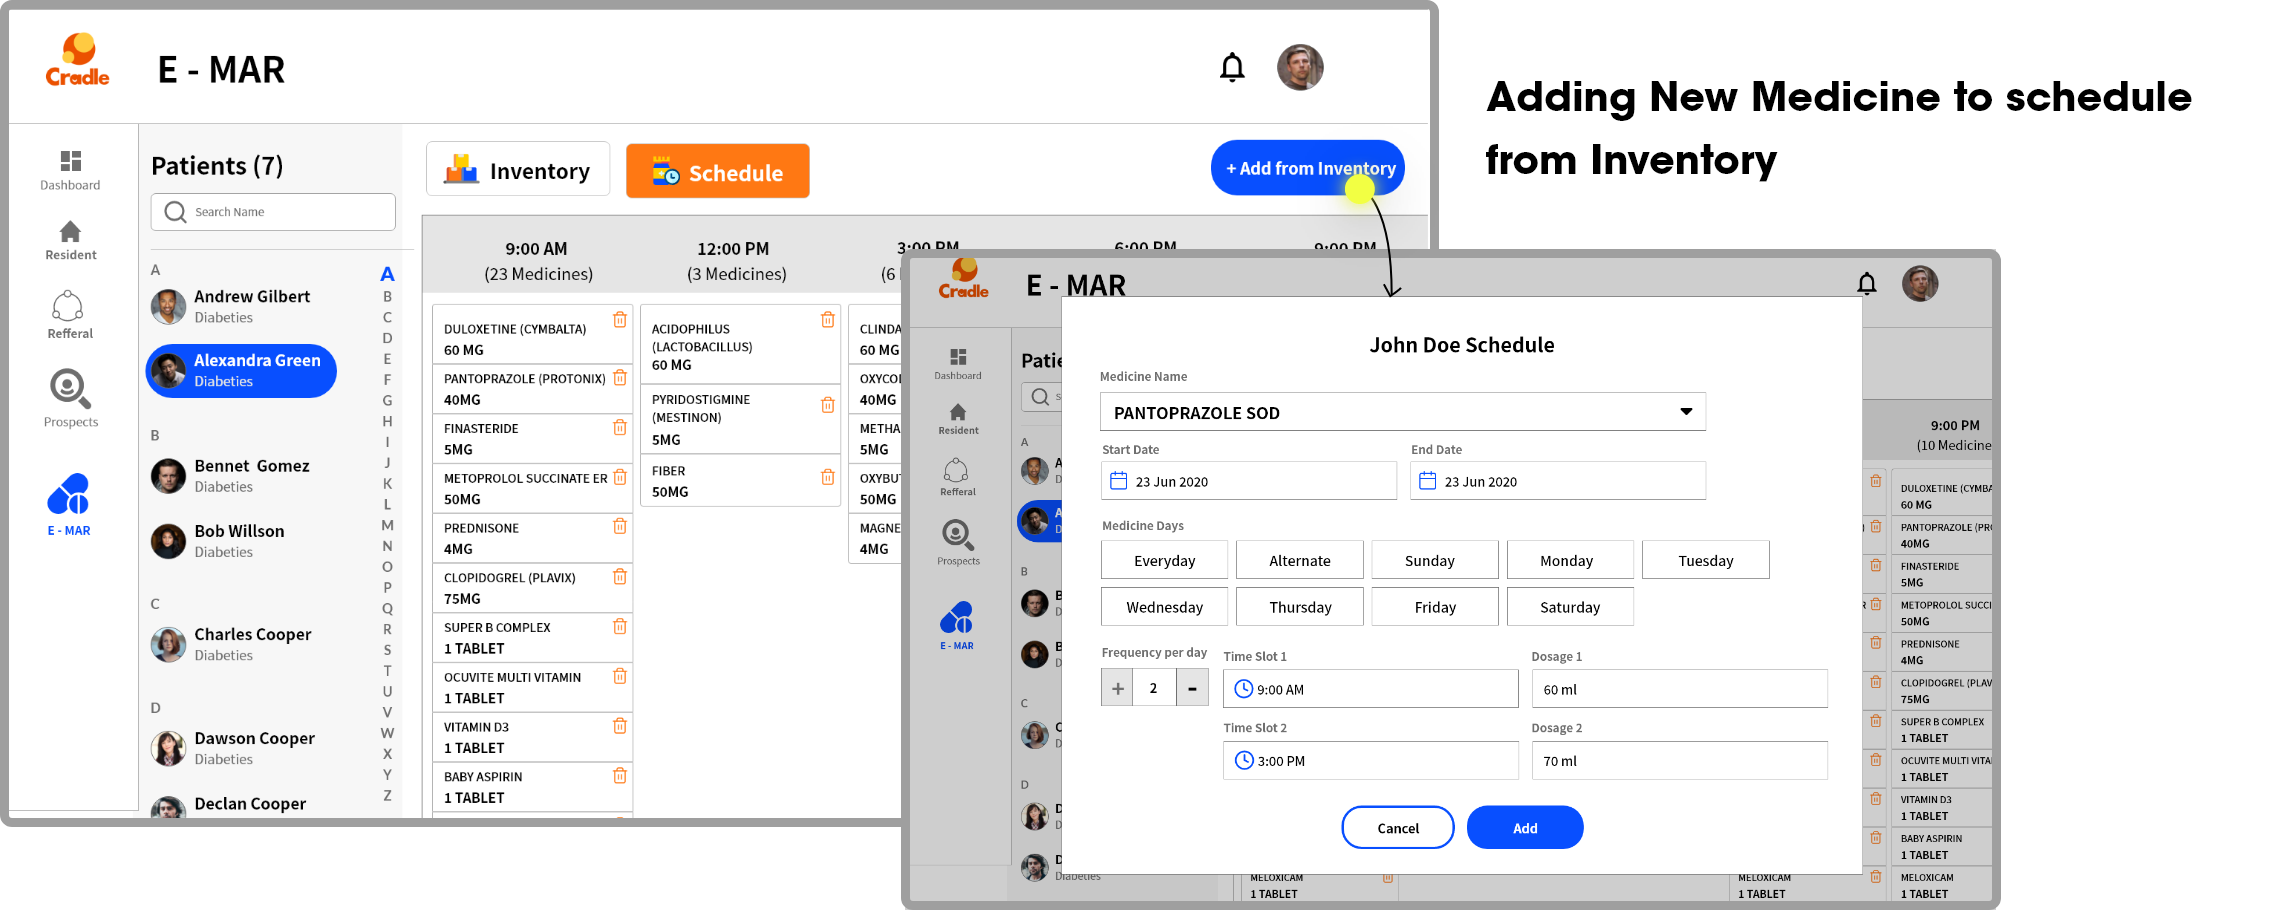 Cradle
E - MAR
Adding New Medicine to schedule
from Inventory
Dashboard
Resident
Refferal
Prospects
E - MAR
Patients (7)
Search Name
A
Andrew Gilbert
Diabeties
Alexandra Green
Diabeties
B
Bennet Gomez
Diabeties
Bob Willson
Diabeties
C
Charles Cooper
Diabeties
D
Dawson Cooper
Diabeties
Declan Cooper
A
B
C
D
E
F
G
H
I
J
K
L
M
N
O
P
Q
R
S
T
U
V
W
X
Y
Z
Inventory
Schedule
+ Add from Inventory
9:00 AM
(23 Medicines)
12:00 PM
(3 Medicines)
3:00 PM
(6
6:00 PM
9:00 PM
DULOXETINE (CYMBALTA)
60 MG
PANTOPRAZOLE (PROTONIX)
40MG
FINASTERIDE
5MG
METOPROLOL SUCCINATE ER
50MG
PREDNISONE
4MG
CLOPIDOGREL (PLAVIX)
75MG
SUPER B COMPLEX
1 TABLET
OCUVITE MULTI VITAMIN
1 TABLET
VITAMIN D3
1 TABLET
BABY ASPIRIN
1 TABLET
ACIDOPHILUS
(LACTOBACILLUS)
60 MG
PYRIDOSTIGMINE
(MESTINON)
5MG
FIBER
50MG
CLINDA
60 MG
OXYCO
40MG
METHA
5MG
OXYBUT
50MG
MAGNE
4MG
Cradle
E - MAR
Dashboard
Resident
Refferal
Prospects
E - MAR
Patie
S
A
A
D
A
D
B
B
D
B
D
C
C
D
D
D
D
D
Diabeties
John Doe Schedule
Medicine Name
PANTOPRAZOLE SOD
Start Date
End Date
23 Jun 2020
23 Jun 2020
Medicine Days
Everyday
Alternate
Sunday
Monday
Tuesday
Wednesday
Thursday
Friday
Saturday
Frequency per day
+ 2 -
Time Slot 1
9:00 AM
Dosage 1
60 ml
Time Slot 2
3:00 PM
Dosage 2
70 ml
Cancel
Add
9:00 PM
(10 Medicine
DULOXETINE (CYMBA
60 MG
PANTOPRAZOLE (PRO
40MG
FINASTERIDE
5MG
METOPROLOL SUCCI
50MG
PREDNISONE
4MG
CLOPIDOGREL (PLAV
75MG
SUPER B COMPLEX
1 TABLET
OCUVITE MULTI VITA
1 TABLET
VITAMIN D3
1 TABLET
BABY ASPIRIN
1 TABLET
MELOXICAM
1 TABLET
MELOXICAM
1 TABLET
MELOXICAM
1 TABLET